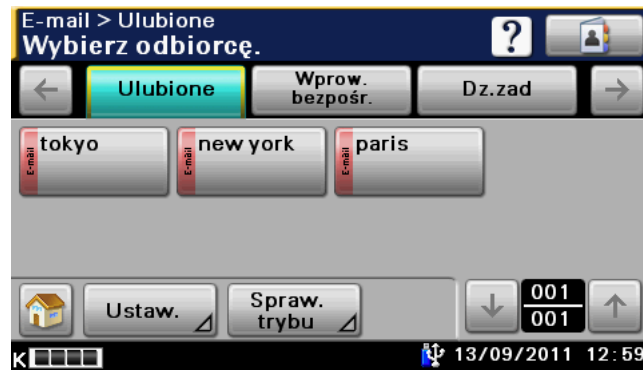 E-mail > Ulubione
Wybierz odbiorcę.
?
Ulubione
Wprow.
bezpośr.
Dz.zad
E-mail tokyo
E-mail new york
E-mail paris
Ustaw.
Spraw.
trybu
001
001
K
13/09/2011 12:59